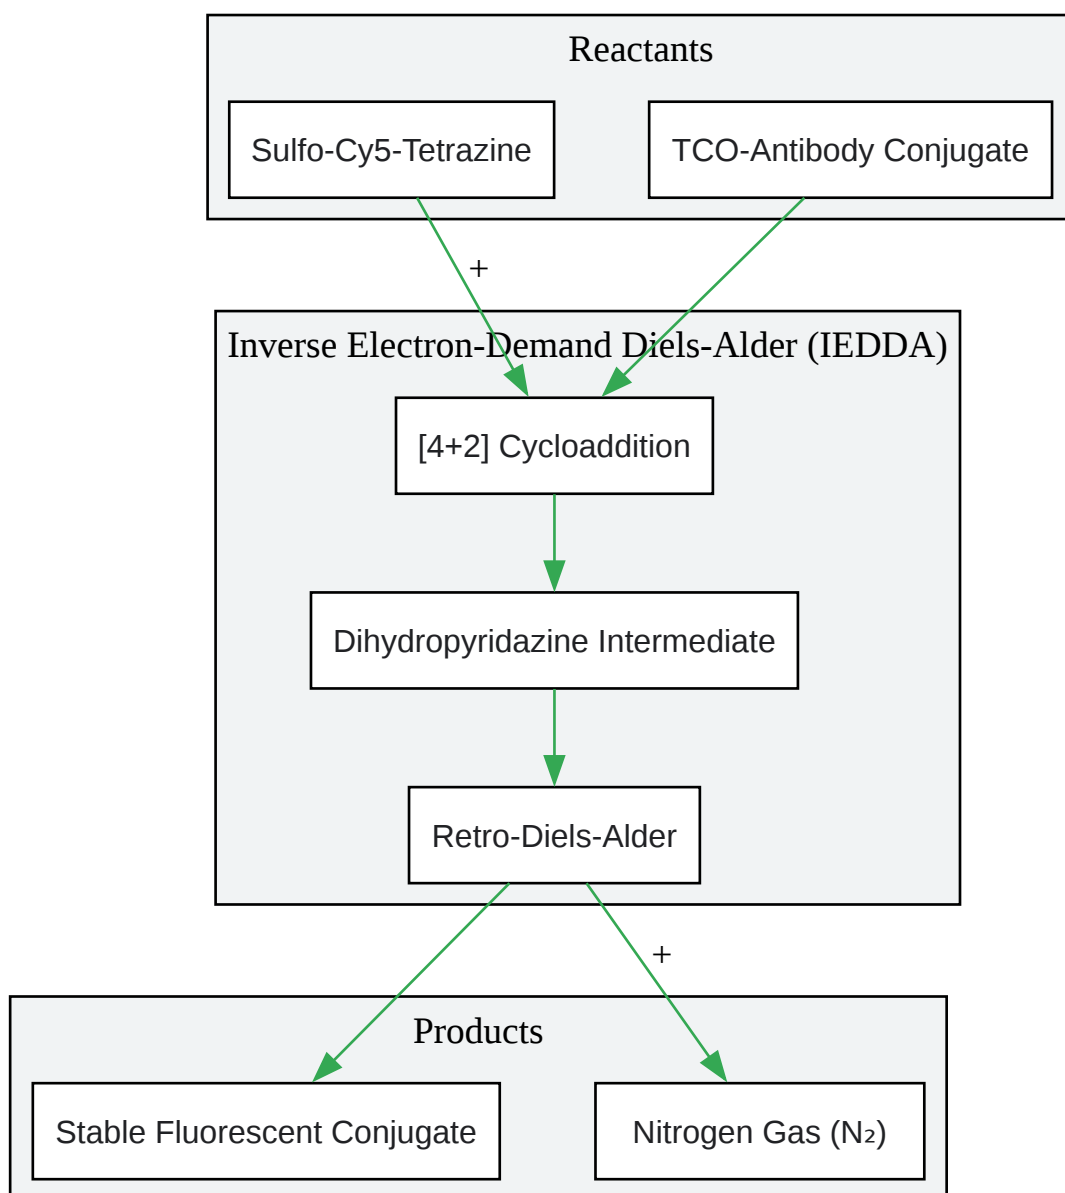 Reactants
Sulfo-Cy5-Tetrazine
TCO-Antibody Conjugate
+
Inverse Electron-Demand Diels-Alder (IEDDA)
[4+2] Cycloaddition
Dihydropyridazine Intermediate
Retro-Diels-Alder
+
Products
Stable Fluorescent Conjugate
Nitrogen Gas (N₂)